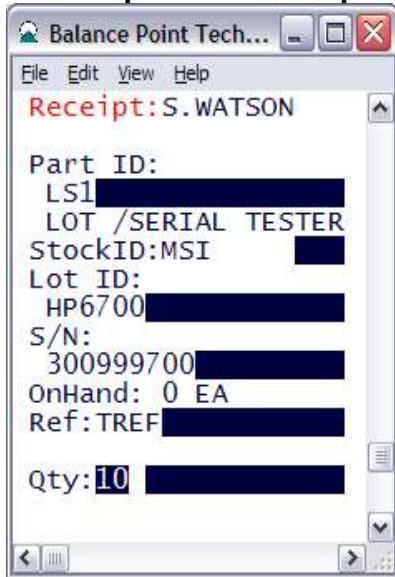 Balance Point Tech...
File Edit View Help
Receipt:S.WATSON
Part ID:
LS1
LOT /SERIAL TESTER
StockID:MSI
Lot ID:
HP6700
S/N:
300999700
OnHand: 0 EA
Ref:TREF
Qty:10